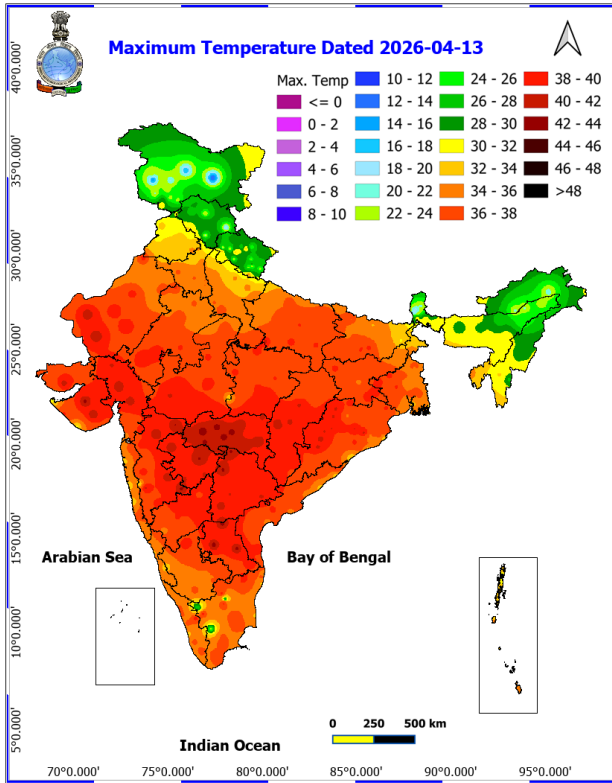 Maximum Temperature Dated 2026-04-13
Max. Temp
<= 0
0 - 2
2 - 4
4 - 6
6 - 8
8 - 10
10 - 12
12 - 14
14 - 16
16 - 18
18 - 20
20 - 22
22 - 24
24 - 26
26 - 28
28 - 30
30 - 32
32 - 34
34 - 36
36 - 38
38 - 40
40 - 42
42 - 44
44 - 46
46 - 48
>48
40°0.000'
35°0.000'
30°0.000'
25°0.000'
20°0.000'
15°0.000'
10°0.000'
5°0.000'
Arabian Sea
Bay of Bengal
Indian Ocean
0 250 500 km
70°0.000' 75°0.000' 80°0.000' 85°0.000' 90°0.000' 95°0.000'